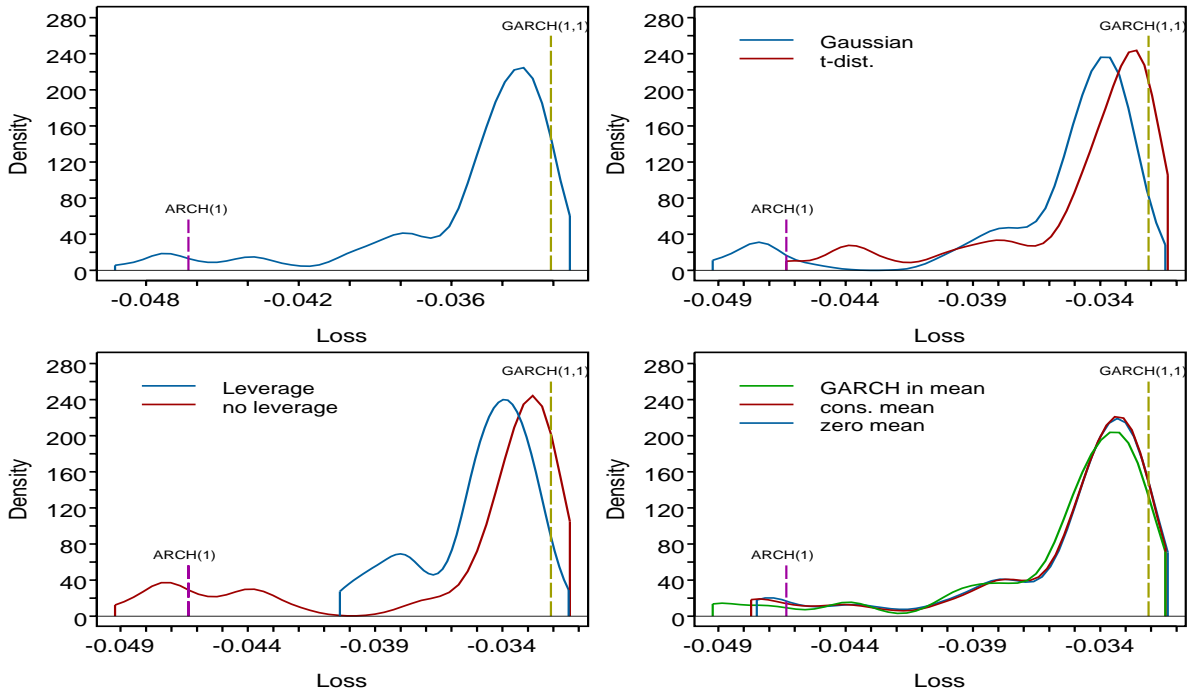 280
240
200
160
120
80
40
0
Density
GARCH(1,1)
ARCH(1)
-0.048 -0.042 -0.036
Loss
280
240
200
160
120
80
40
0
Density
Gaussian
t-dist.
GARCH(1,1)
ARCH(1)
-0.049 -0.044 -0.039 -0.034
Loss
280
240
200
160
120
80
40
0
Density
Leverage
no leverage
GARCH(1,1)
ARCH(1)
-0.049 -0.044 -0.039 -0.034
Loss
280
240
200
160
120
80
40
0
Density
GARCH in mean
cons. mean
zero mean
GARCH(1,1)
ARCH(1)
-0.049 -0.044 -0.039 -0.034
Loss